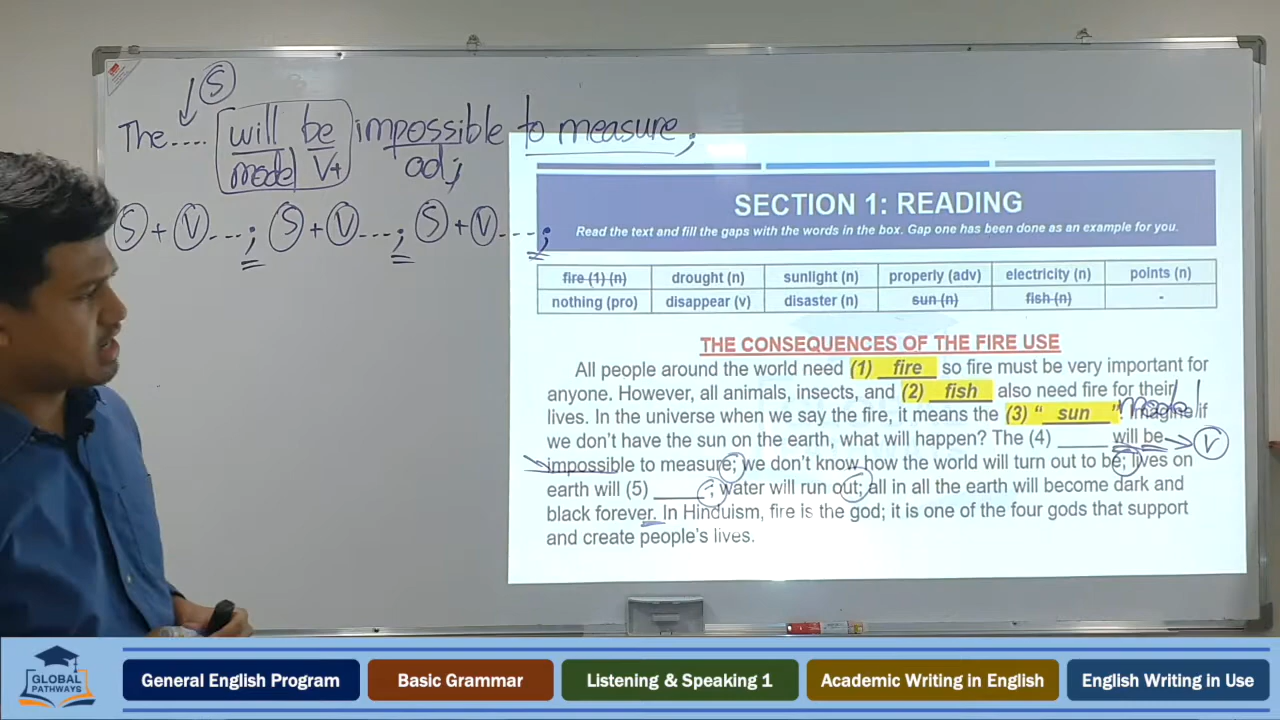 S
The.... will be impossible to measure;
model V+ adj
S + V ...; S + V ...; S + V ...;
SECTION 1: READING
Read the text and fill the gaps with the words in the box. Gap one has been done as an example for you.
fire (1) (n) drought (n) sunlight (n) properly (adv) electricity (n) points (n)
nothing (pro) disappear (v) disaster (n) sun (n) fish (n) -
THE CONSEQUENCES OF THE FIRE USE
All people around the world need (1) fire so fire must be very important for
anyone. However, all animals, insects, and (2) fish also need fire for their
lives. In the universe when we say the fire, it means the (3) “ sun ”. Imagine if
model
we don’t have the sun on the earth, what will happen? The (4) _____ will be V
impossible to measure; we don’t know how the world will turn out to be; lives on
earth will (5) _____; water will run out; all in all the earth will become dark and
black forever. In Hinduism, fire is the god; it is one of the four gods that support
and create people’s lives.
GLOBAL
PATHWAYS
General English Program Basic Grammar Listening & Speaking 1 Academic Writing in English English Writing in Use